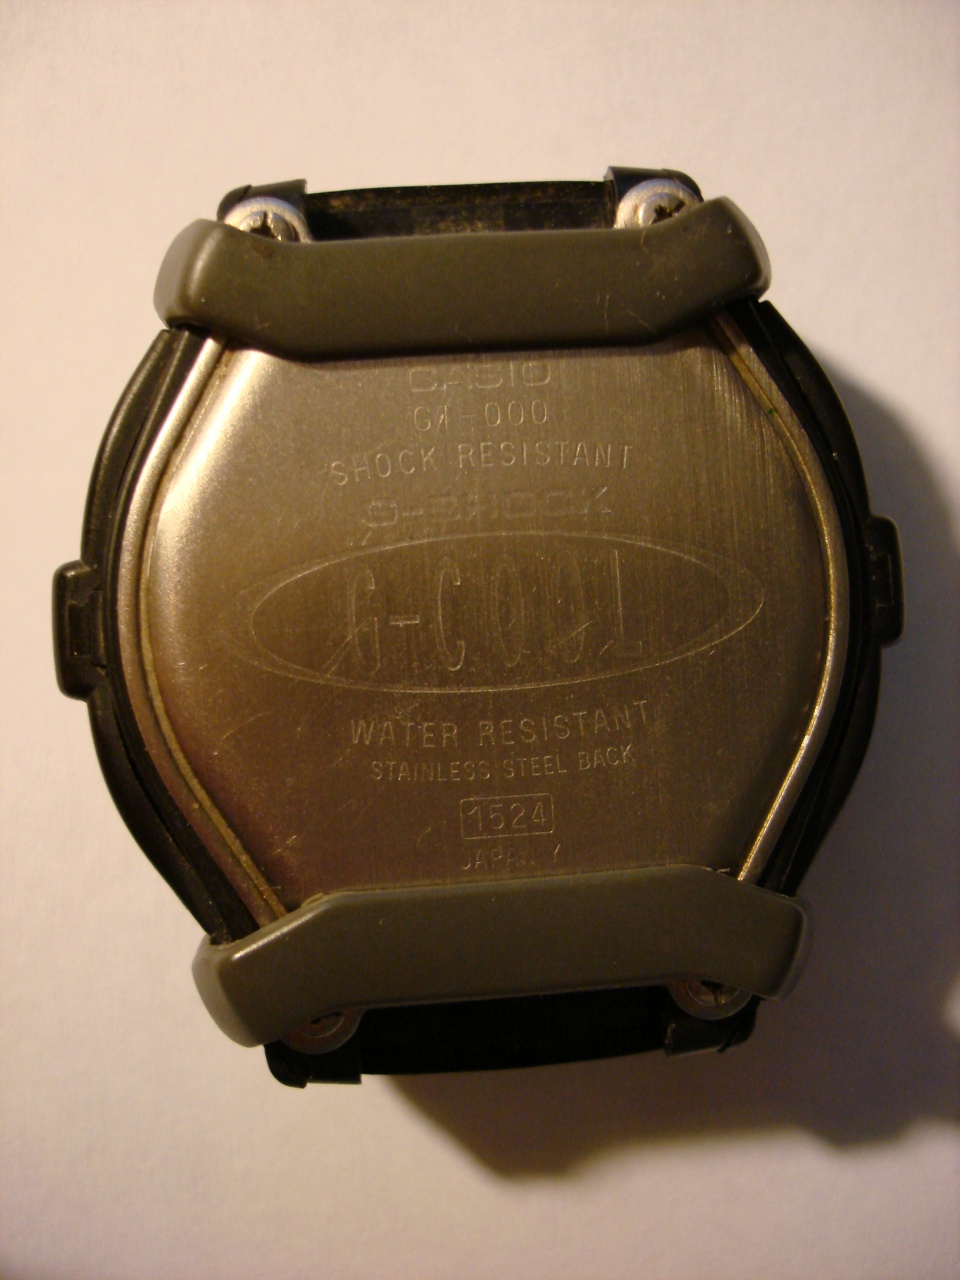 CASIO
GT-000
SHOCK RESISTANT
G-SHOCK
G-COOL
WATER RESISTANT
STAINLESS STEEL BACK
1524
JAPAN Y